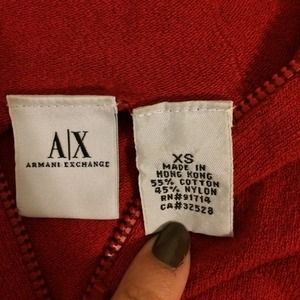 A|X
ARMANI EXCHANGE
XS
MADE IN
HONG KONG
55% COTTON
45% NYLON
RN#91714
CA#32528